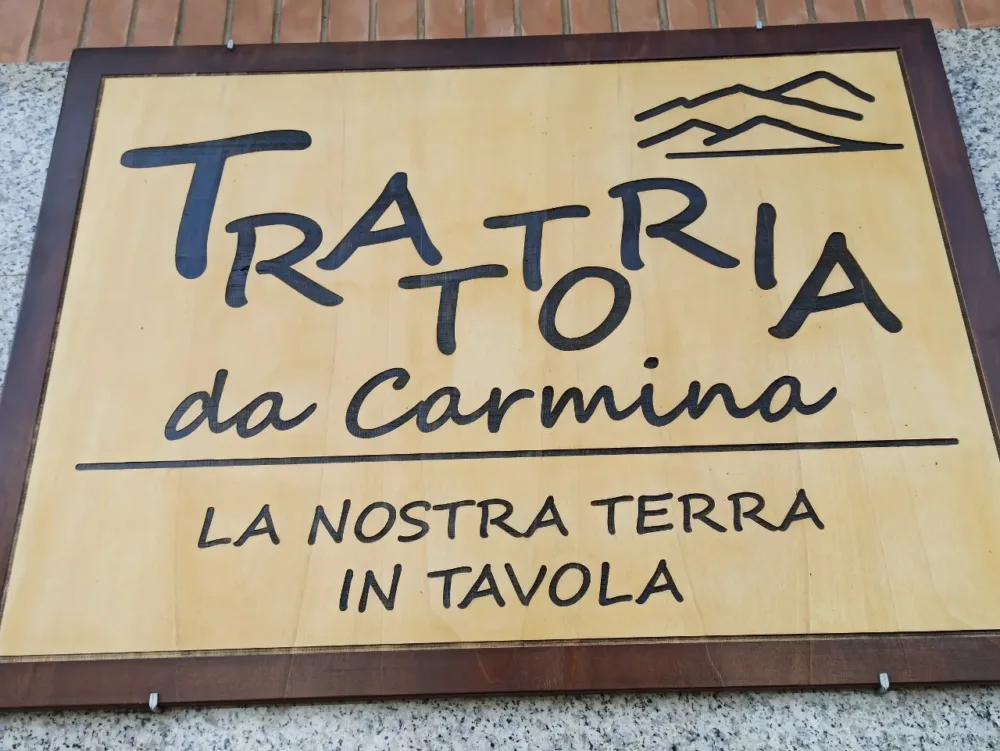 TRATTORIA
da Carmina
LA NOSTRA TERRA
IN TAVOLA